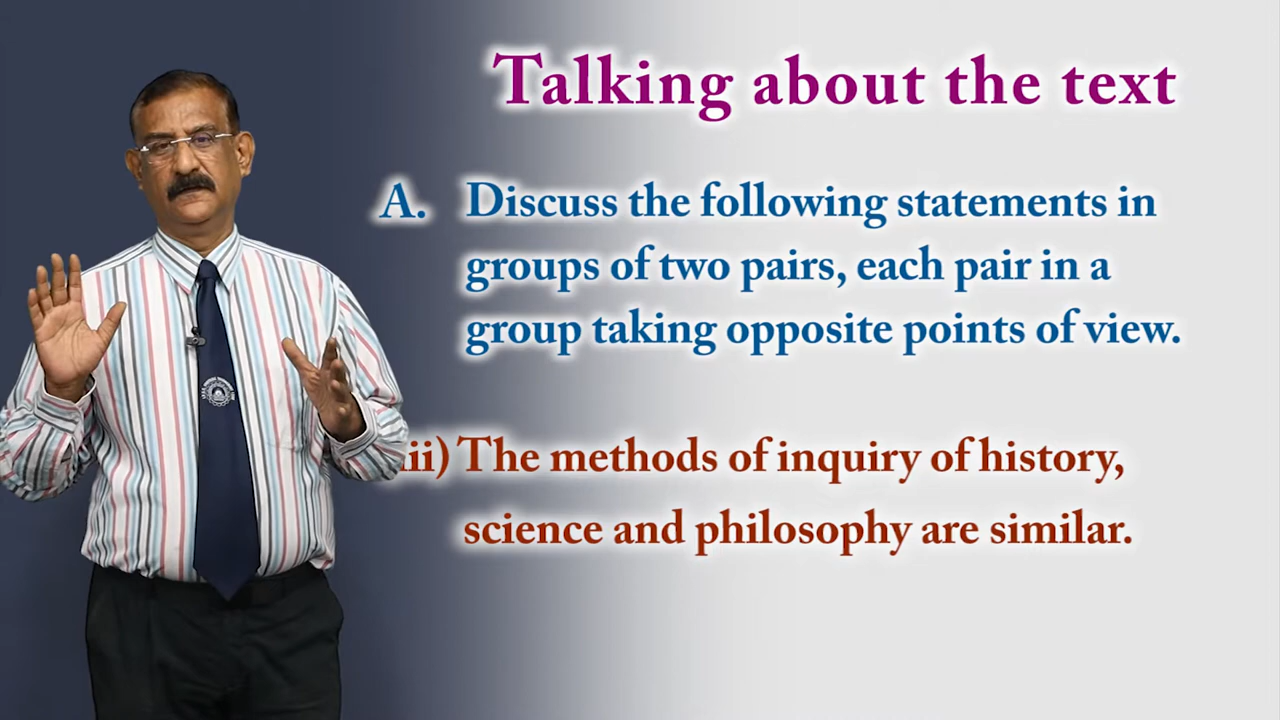 Talking about the text
A. Discuss the following statements in
groups of two pairs, each pair in a
group taking opposite points of view.
ii) The methods of inquiry of history,
science and philosophy are similar.